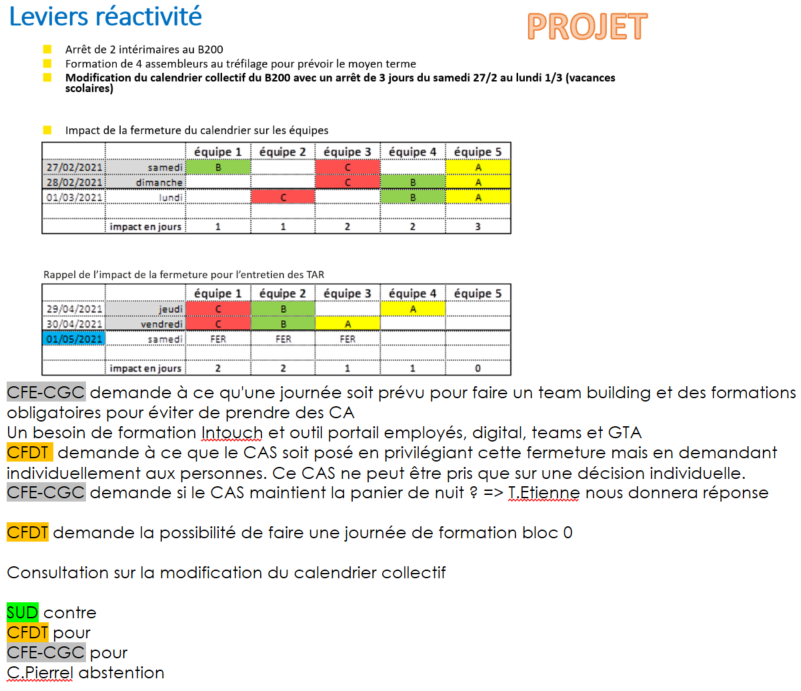 Leviers réactivité
PROJET
Arrêt de 2 intérimaires au B200
Formation de 4 assembleurs au tréfilage pour prévoir le moyen terme
Modification du calendrier collectif du B200 avec un arrêt de 3 jours du samedi 27/2 au lundi 1/3 (vacances
scolaires)
Impact de la fermeture du calendrier sur les équipes
équipe 1 équipe 2 équipe 3 équipe 4 équipe 5
27/02/2021 samedi B C A
28/02/2021 dimanche C B A
01/03/2021 lundi C B A
impact en jours 1 1 2 2 3
Rappel de l'impact de la fermeture pour l'entretien des TAR
équipe 1 équipe 2 équipe 3 équipe 4 équipe 5
29/04/2021 jeudi C B A
30/04/2021 vendredi C B A
01/05/2021 samedi FER FER FER
impact en jours 2 2 1 1 0
CFE-CGC demande à ce qu'une journée soit prévu pour faire un team building et des formations
obligatoires pour éviter de prendre des CA
Un besoin de formation Intouch et outil portail employés, digital, teams et GTA
CFDT demande à ce que le CAS soit posé en privilégiant cette fermeture mais en demandant
individuellement aux personnes. Ce CAS ne peut être pris que sur une décision individuelle.
CFE-CGC demande si le CAS maintient la panier de nuit ? => T.Etienne nous donnera réponse
CFDT demande la possibilité de faire une journée de formation bloc 0
Consultation sur la modification du calendrier collectif
SUD contre
CFDT pour
CFE-CGC pour
C.Pierrel abstention